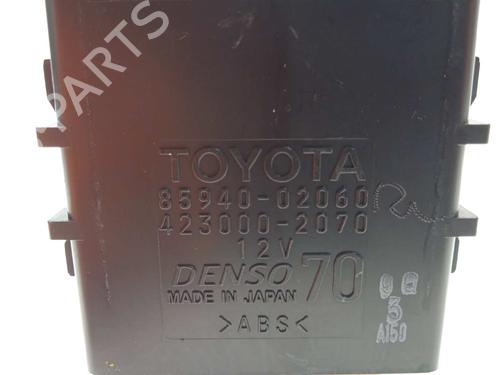 PARTS
TOYOTA
85940-02060
423000-2070
12V
DENSO 70
MADE IN JAPAN
>ABS<
3
A150